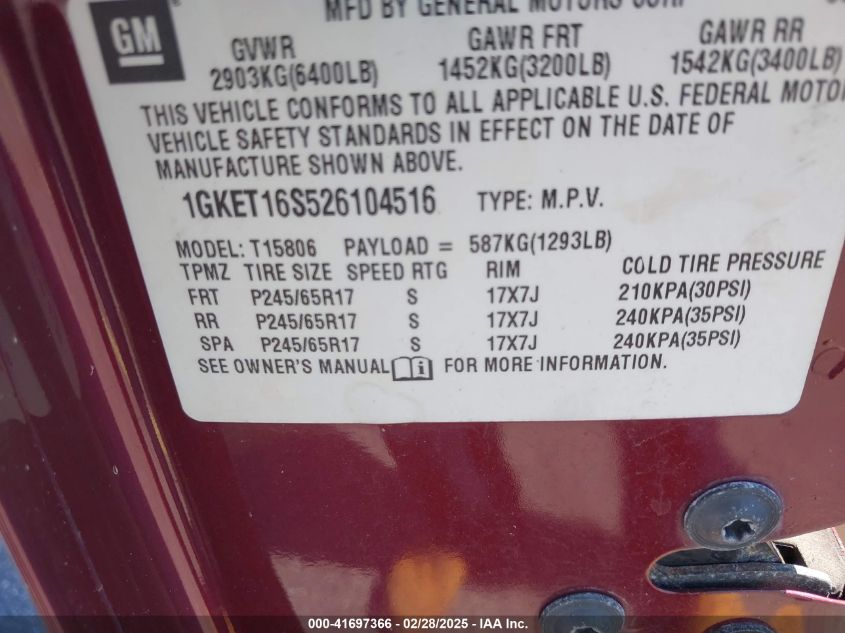 MFD BY GENERAL MOTORS CORP
GM
GVWR GAWR FRT GAWR RR
2903KG(6400LB) 1452KG(3200LB) 1542KG(3400LB)
THIS VEHICLE CONFORMS TO ALL APPLICABLE U.S. FEDERAL MOTO
VEHICLE SAFETY STANDARDS IN EFFECT ON THE DATE OF
MANUFACTURE SHOWN ABOVE.
1GKET16S526104516 TYPE: M.P.V.
MODEL: T15806 PAYLOAD = 587KG(1293LB)
TPMZ TIRE SIZE SPEED RTG RIM COLD TIRE PRESSURE
FRT P245/65R17 S 17X7J 210KPA(30PSI)
RR P245/65R17 S 17X7J 240KPA(35PSI)
SPA P245/65R17 S 17X7J 240KPA(35PSI)
SEE OWNER'S MANUAL i FOR MORE INFORMATION.
000-41697366 - 02/28/2025 - IAA Inc.